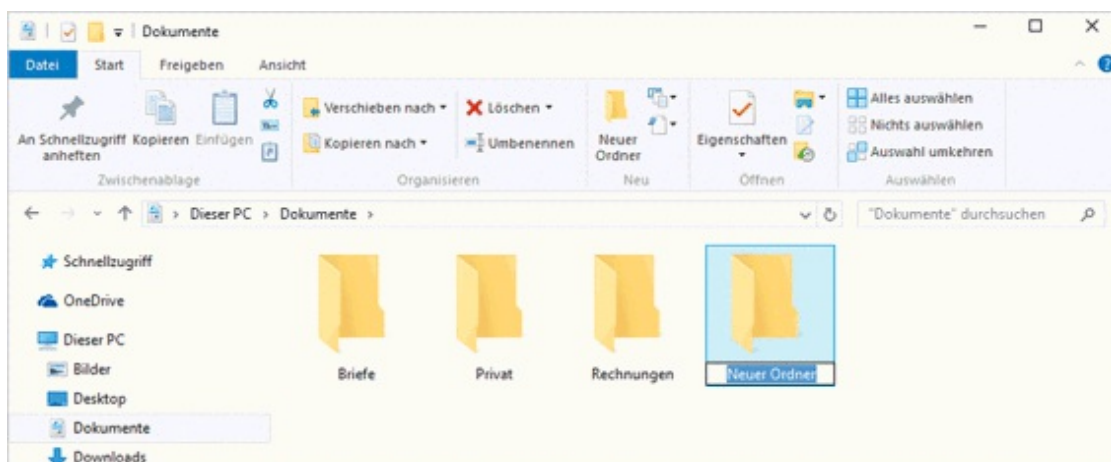 Dokumente
Datei Start Freigeben Ansicht
An Schnellzugriff anheften
Kopieren
Einfügen
Zwischenablage
Verschieben nach
Kopieren nach
Löschen
Umbenennen
Organisieren
Neuer
Ordner
Neu
Eigenschaften
Öffnen
Alles auswählen
Nichts auswählen
Auswahl umkehren
Auswählen
Dieser PC > Dokumente >
"Dokumente" durchsuchen
Schnellzugriff
OneDrive
Dieser PC
Bilder
Desktop
Dokumente
Downloads
Briefe
Privat
Rechnungen
Neuer Ordner